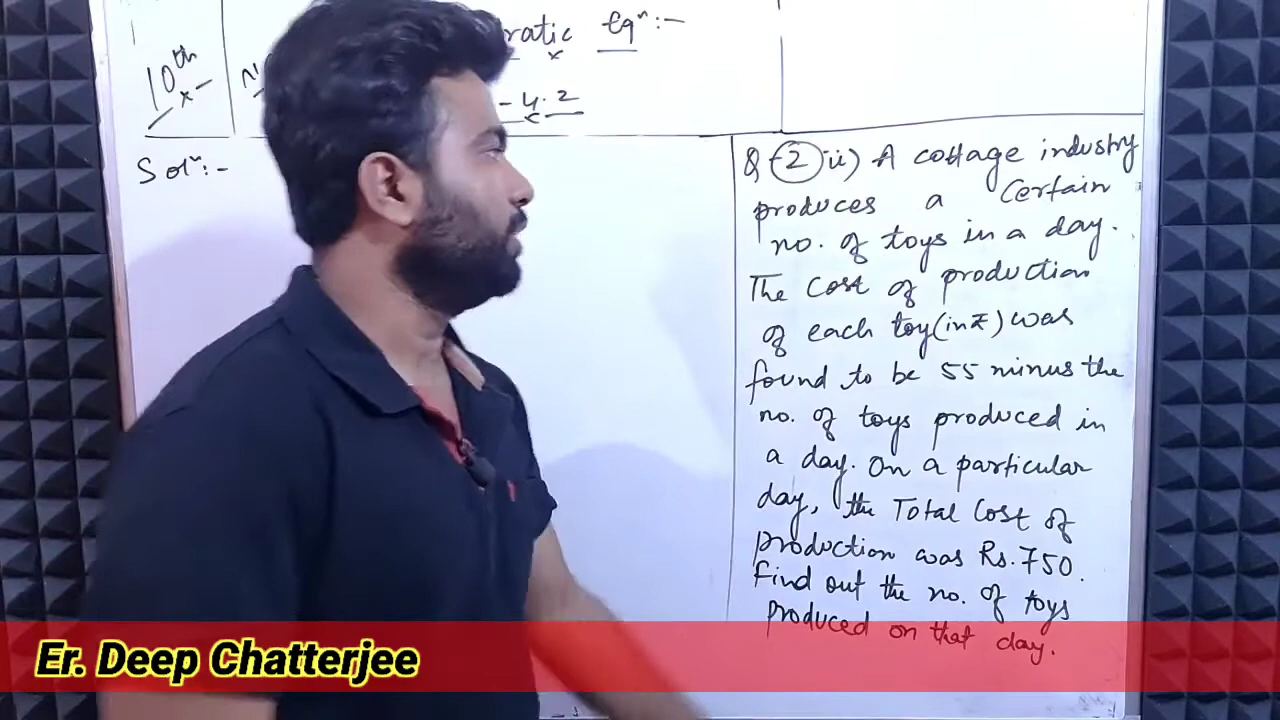 10th
ratic Eqn:-
- 4.2
Soln:-
Q-2 ii) A cottage industry
produces a certain
no. of toys in a day.
The cost of production
of each toy(in ₹) was
found to be 55 minus the
no. of toys produced in
a day. On a particular
day, the Total Cost of
production was Rs. 750.
Find out the no. of toys
produced on that day.
Er. Deep Chatterjee